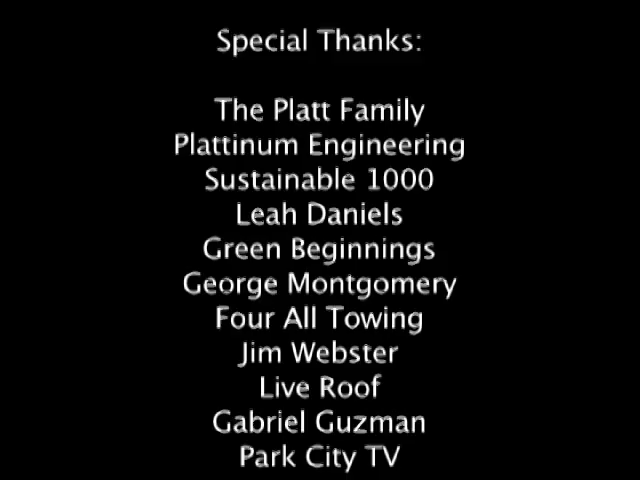 Special Thanks:
The Platt Family
Plattinum Engineering
Sustainable 1000
Leah Daniels
Green Beginnings
George Montgomery
Four All Towing
Jim Webster
Live Roof
Gabriel Guzman
Park City TV